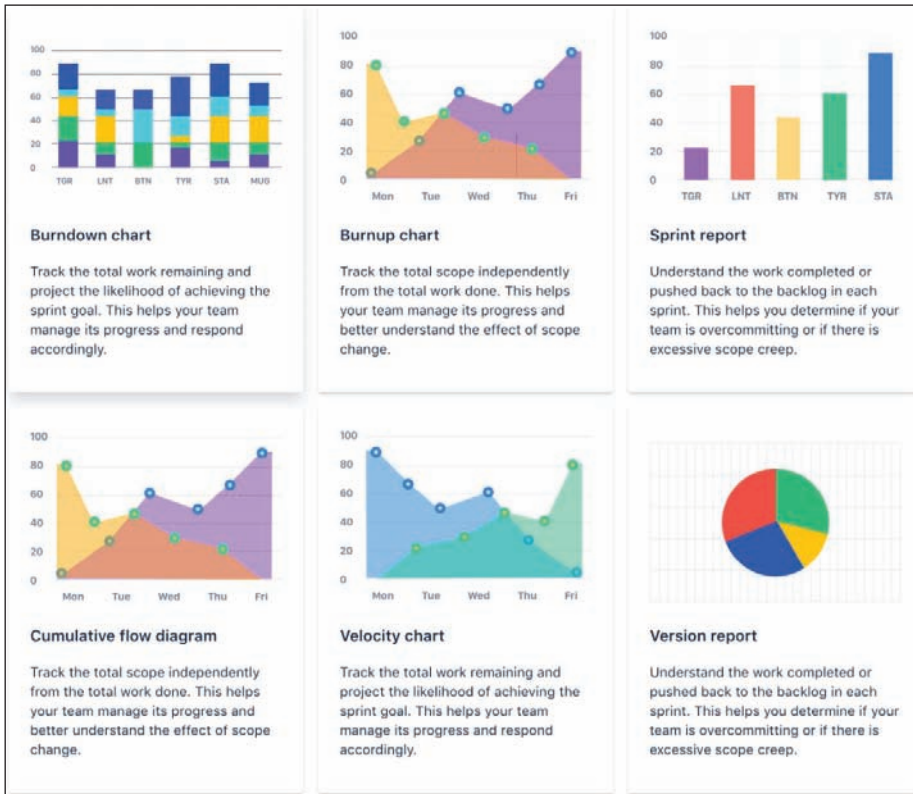 100
80
60
40
20
0
TGR LNT BTN TYR STA MUG
Burndown chart
Track the total work remaining and
project the likelihood of achieving the
sprint goal. This helps your team
manage its progress and respond
accordingly.
100
80
60
40
20
0
Mon Tue Wed Thu Fri
Burnup chart
Track the total scope independently
from the total work done. This helps
your team manage its progress and
better understand the effect of scope
change.
100
80
60
40
20
0
TGR LNT BTN TYR STA
Sprint report
Understand the work completed or
pushed back to the backlog in each
sprint. This helps you determine if your
team is overcommitting or if there is
excessive scope creep.
100
80
60
40
20
0
Mon Tue Wed Thu Fri
Cumulative flow diagram
Track the total scope independently
from the total work done. This helps
your team manage its progress and
better understand the effect of scope
change.
100
80
60
40
20
0
Mon Tue Wed Thu Fri
Velocity chart
Track the total work remaining and
project the likelihood of achieving the
sprint goal. This helps your team
manage its progress and respond
accordingly.
Version report
Understand the work completed or
pushed back to the backlog in each
sprint. This helps you determine if your
team is overcommitting or if there is
excessive scope creep.